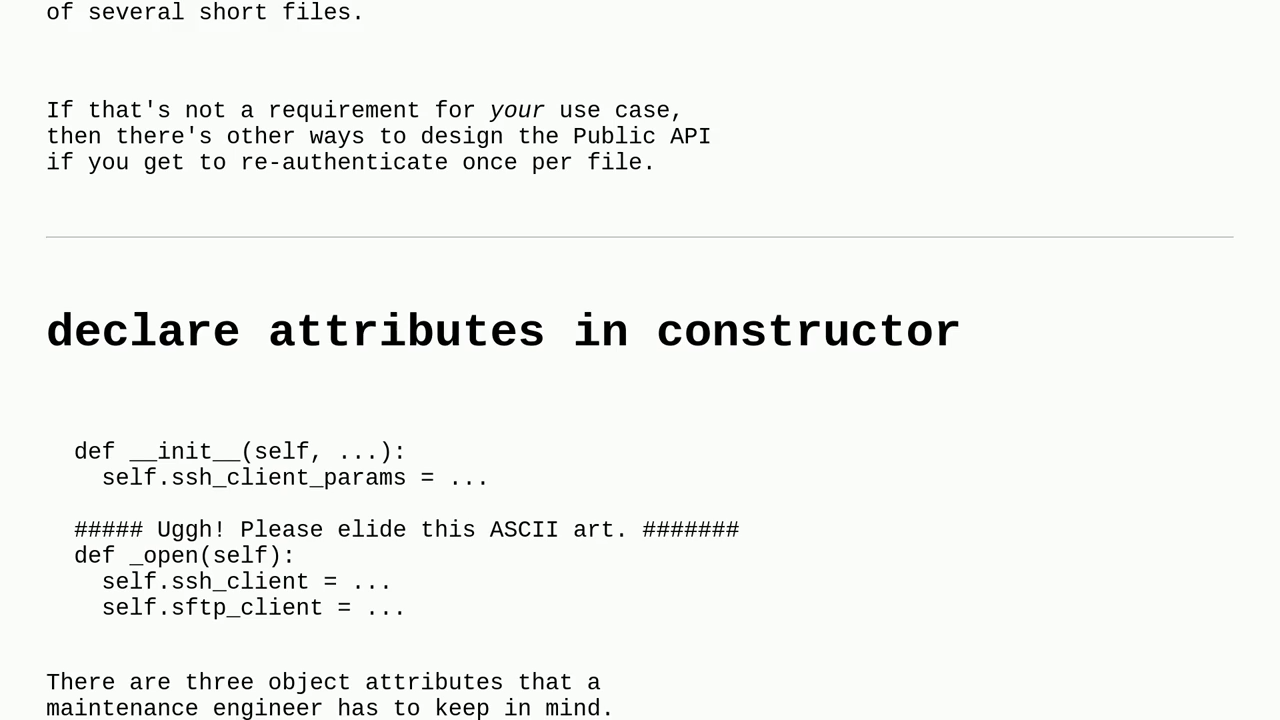 of several short files.
If that's not a requirement for your use case,
then there's other ways to design the Public API
if you get to re-authenticate once per file.
declare attributes in constructor
def __init__(self, ...):
self.ssh_client_params = ...
##### Uggh! Please elide this ASCII art. #######
def _open(self):
self.ssh_client = ...
self.sftp_client = ...
There are three object attributes that a
maintenance engineer has to keep in mind.